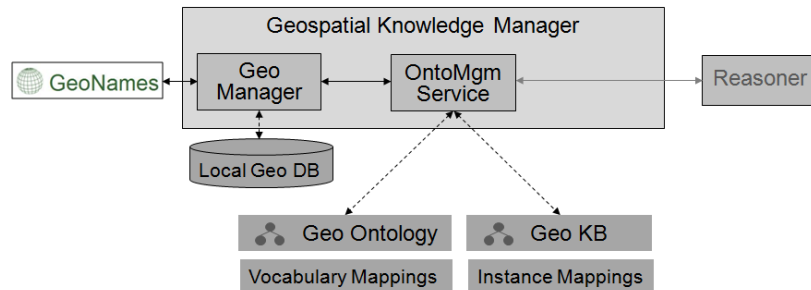 Geospatial Knowledge Manager
GeoNames
Geo
Manager
OntoMgm
Service
Reasoner
Local Geo DB
Geo Ontology
Geo KB
Vocabulary Mappings
Instance Mappings